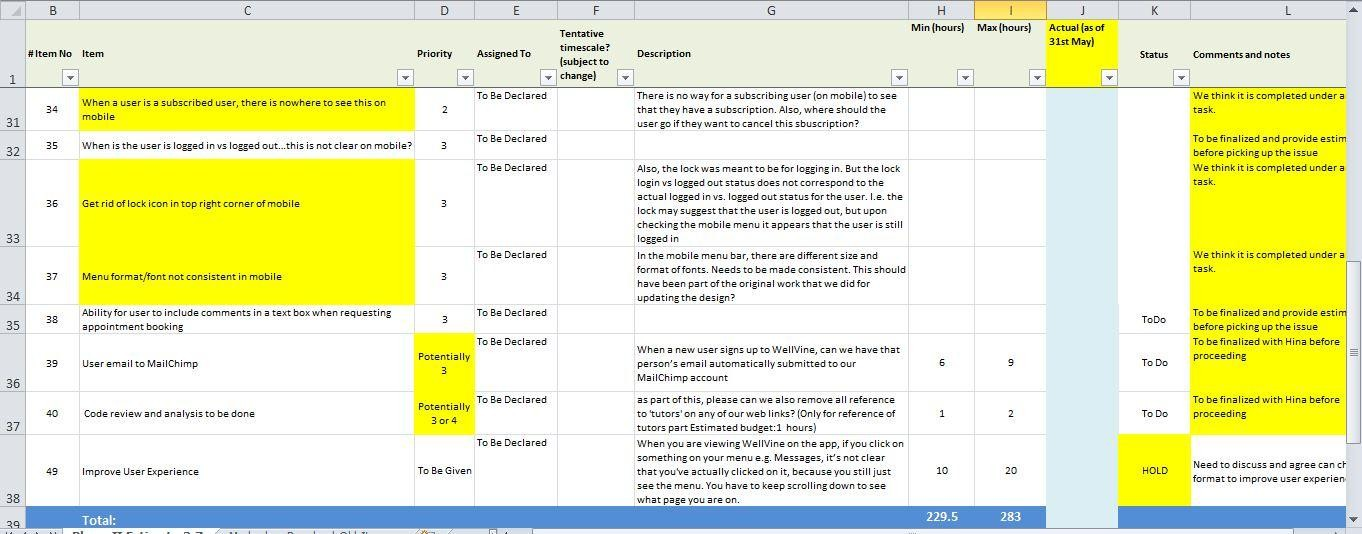 B C D E F G H I J K L
1 # Item No Item Priority Assigned To Tentative timescale? (subject to change) Description Min (hours) Max (hours) Actual (as of 31st May) Status Comments and notes
31 34 When a user is a subscribed user, there is nowhere to see this on mobile 2 To Be Declared There is no way for a subscribing user (on mobile) to see that they have a subscription. Also, where should the user go if they want to cancel this sbuscription? We think it is completed under a task.
32 35 When is the user is logged in vs logged out...this is not clear on mobile? 3 To Be Declared To be finalized and provide estim before picking up the issue
33 36 Get rid of lock icon in top right corner of mobile 3 To Be Declared Also, the lock was meant to be for logging in. But the lock login vs logged out status does not correspond to the actual logged in vs. logged out status for the user. I.e. the lock may suggest that the user is logged out, but upon checking the mobile menu it appears that the user is still logged in We think it is completed under a task.
34 37 Menu format/font not consistent in mobile 3 To Be Declared In the mobile menu bar, there are different size and format of fonts. Needs to be made consistent. This should have been part of the original work that we did for updating the design? We think it is completed under a task.
35 38 Ability for user to include comments in a text box when requesting appointment booking 3 To Be Declared ToDo To be finalized and provide estim before picking up the issue
36 39 User email to MailChimp Potentially 3 To Be Declared When a new user signs up to WellVine, can we have that person's email automatically submitted to our MailChimp account 6 9 To Do To be finalized with Hina before proceeding
37 40 Code review and analysis to be done Potentially 3 or 4 To Be Declared as part of this, please can we also remove all reference to 'tutors' on any of our web links? (Only for reference of tutors part Estimated budget:1 hours) 1 2 To Do To be finalized with Hina before proceeding
38 49 Improve User Experience To Be Given To Be Declared When you are viewing WellVine on the app, if you click on something on your menu e.g. Messages, it's not clear that you've actually clicked on it, because you still just see the menu. You have to keep scrolling down to see what page you are on. 10 20 HOLD Need to discuss and agree can ch format to improve user experien
39 Total: 229.5 283